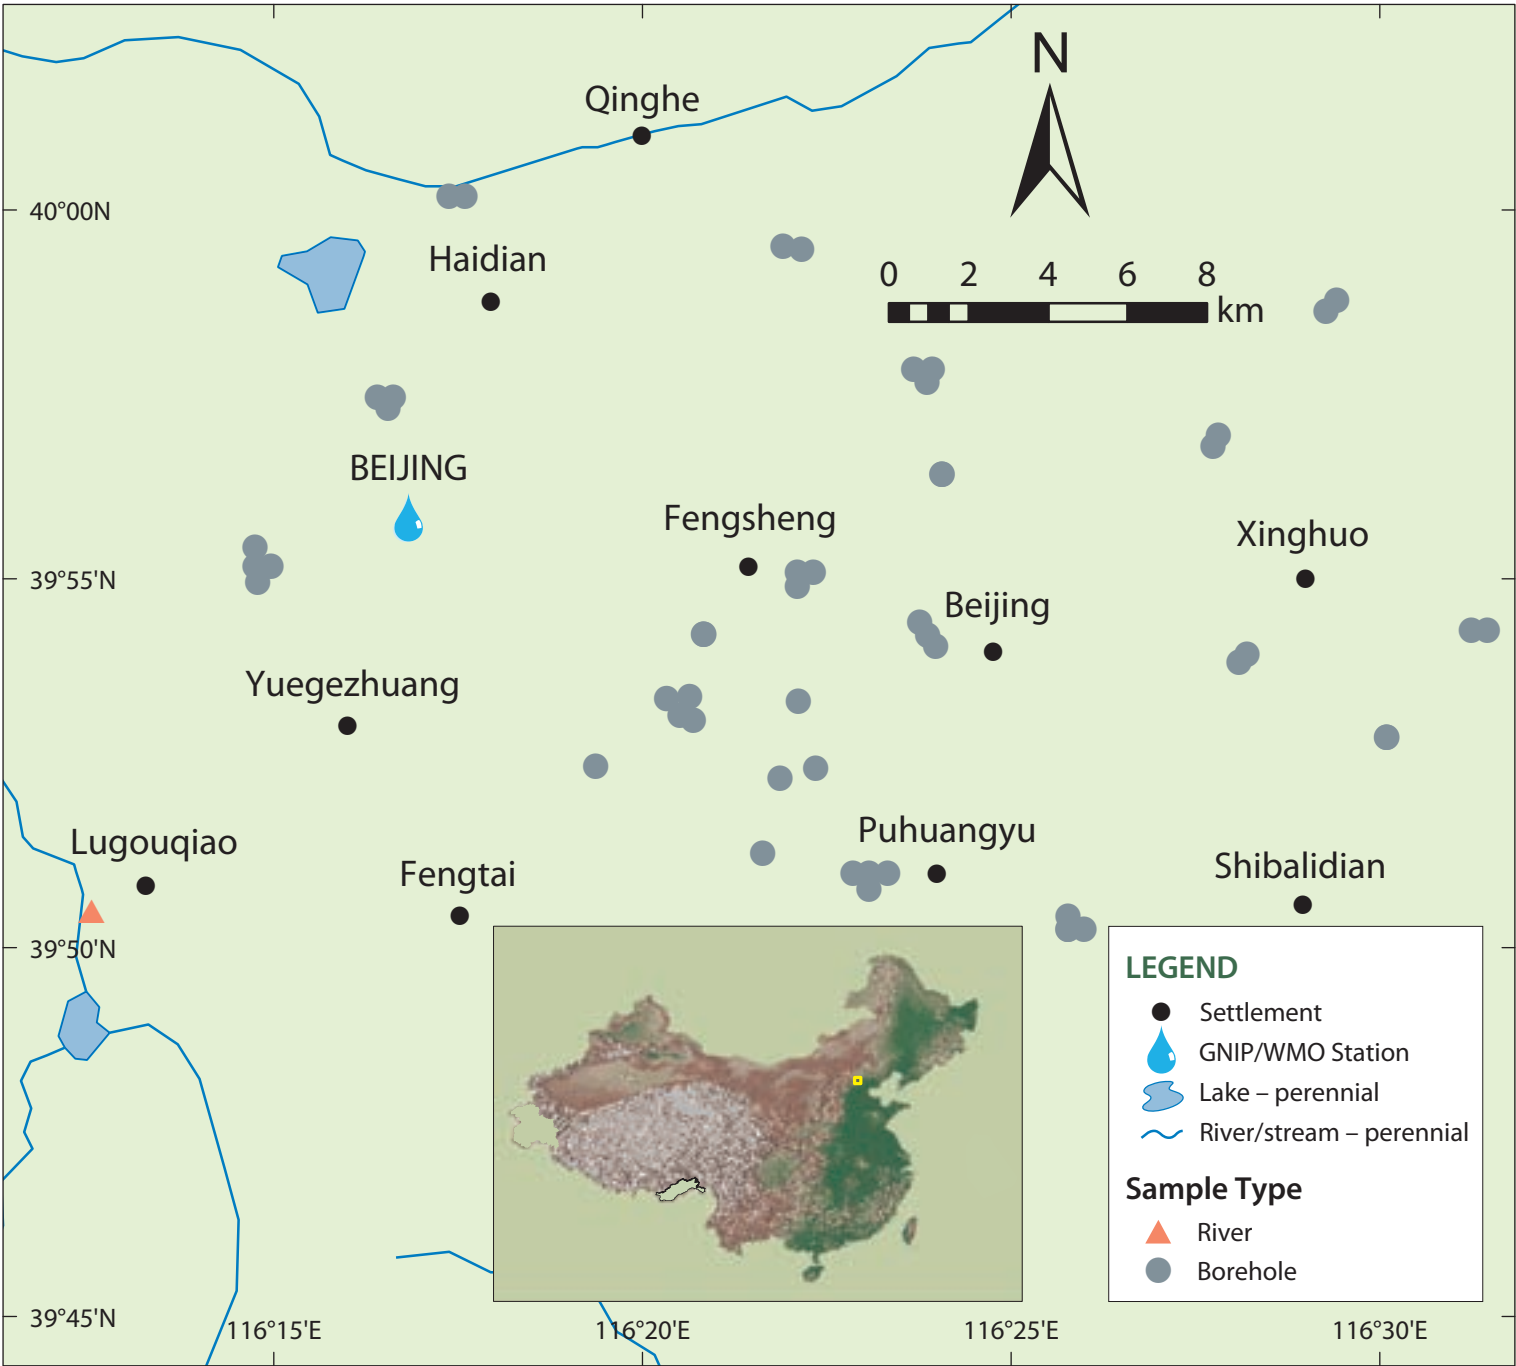 N
Qinghe
40°00N
Haidian
0 2 4 6 8
km
BEIJING
Fengsheng
Xinghuo
39°55'N
Beijing
Yuegezhuang
Lugouqiao
Puhuangyu
Fengtai
Shibalidian
39°50'N
LEGEND
Settlement
GNIP/WMO Station
Lake – perennial
River/stream – perennial
Sample Type
River
Borehole
39°45'N
116°15'E
116°20'E
116°25'E
116°30'E